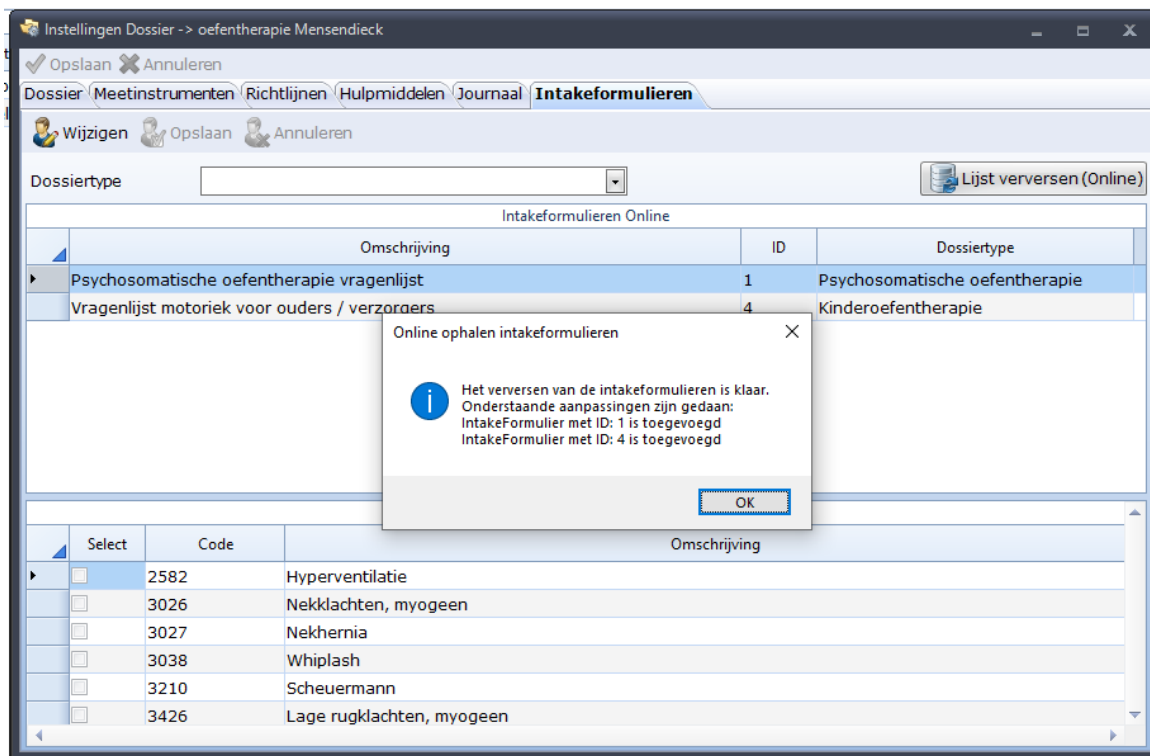 Instellingen Dossier -> oefentherapie Mensendieck
Opslaan Annuleren
Dossier Meetinstrumenten Richtlijnen Hulpmiddelen Journaal Intakeformulieren
Wijzigen Opslaan Annuleren
Dossiertype Lijst verversen (Online)
Intakeformulieren Online
Omschrijving ID Dossiertype
Psychosomatische oefentherapie vragenlijst 1 Psychosomatische oefentherapie
Vragenlijst motoriek voor ouders / verzorgers 4 Kinderoefentherapie
Online ophalen intakeformulieren
Het verversen van de intakeformulieren is klaar.
Onderstaande aanpassingen zijn gedaan:
IntakeFormulier met ID: 1 is toegevoegd
IntakeFormulier met ID: 4 is toegevoegd
OK
Select Code Omschrijving
2582 Hyperventilatie
3026 Nekklachten, myogeen
3027 Nekhernia
3038 Whiplash
3210 Scheuermann
3426 Lage rugklachten, myogeen